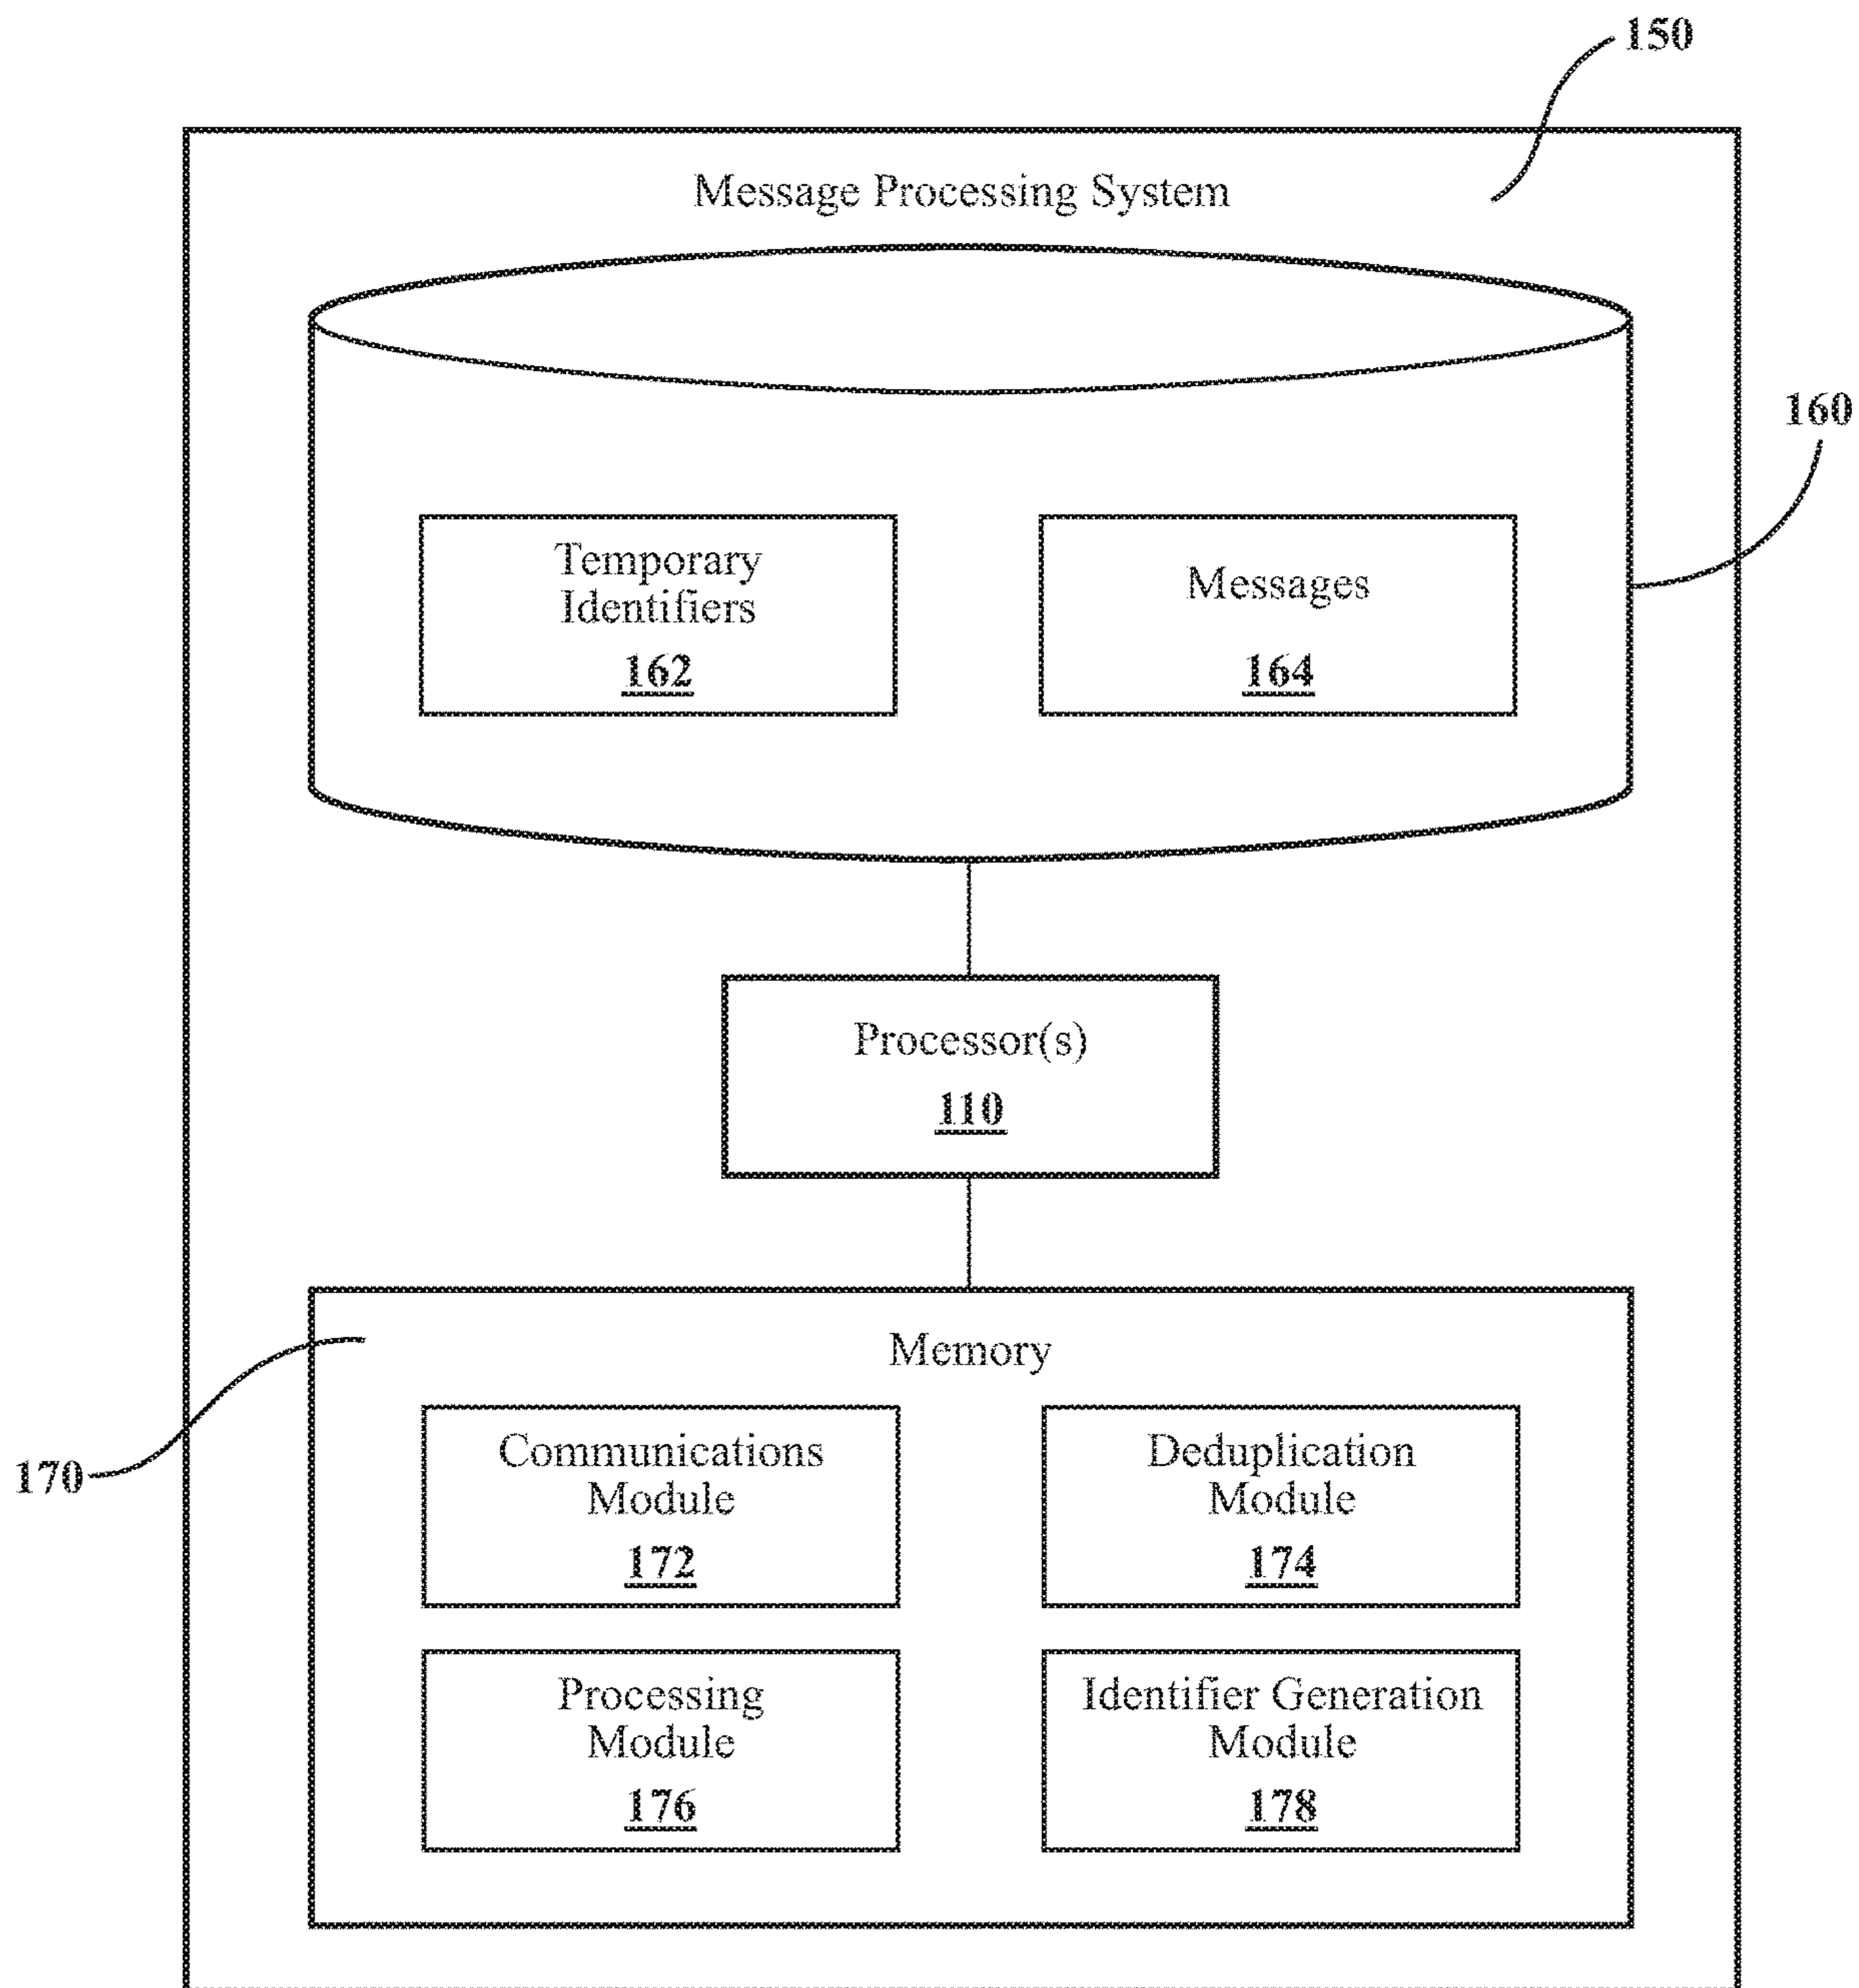 150
Message Processing System
160
Temporary
Identifiers
162
Messages
164
Processor(s)
110
170
Memory
Communications
Module
172
Deduplication
Module
174
Processing
Module
176
Identifier Generation
Module
178